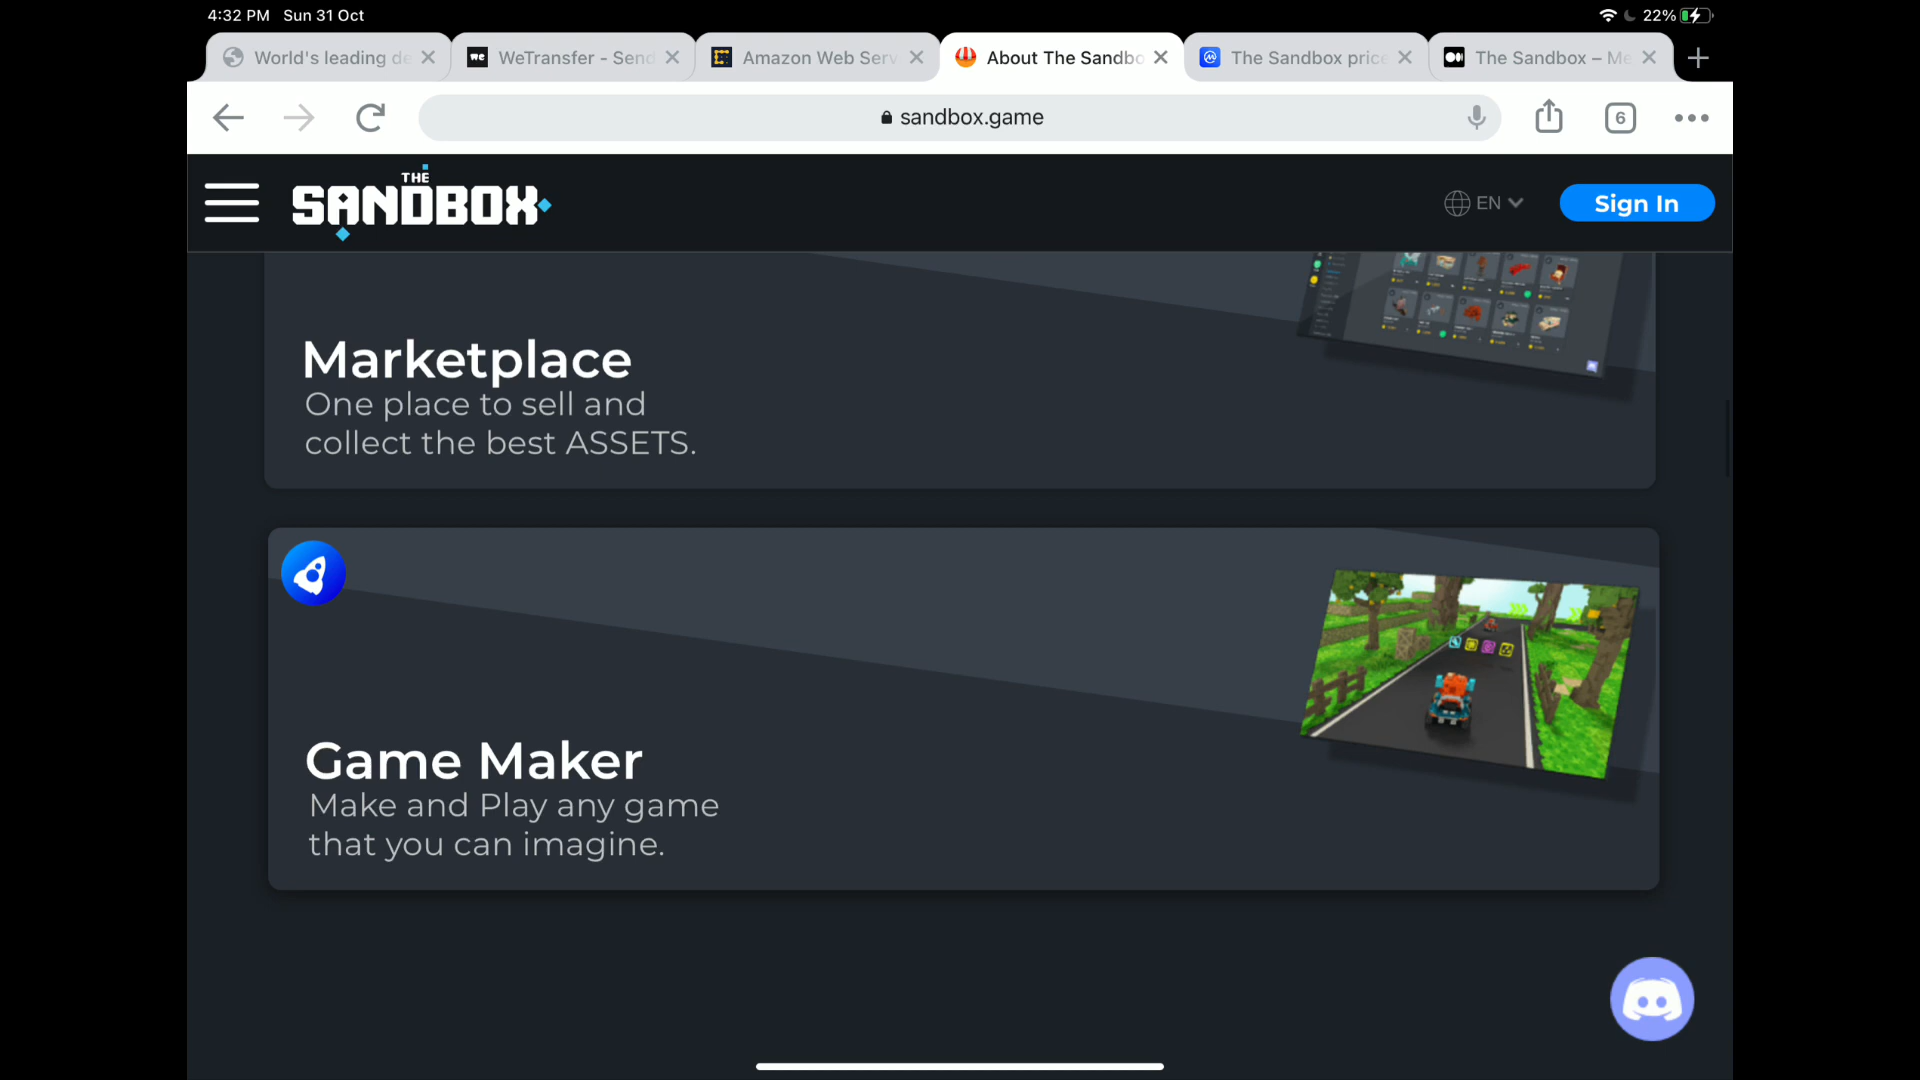 4:32 PM Sun 31 Oct
22%
World's leading de
WeTransfer - Send
Amazon Web Serv
About The Sandbo
The Sandbox price
The Sandbox – Me
sandbox.game
6
THE
SANDBOX
EN
Sign In
Marketplace
One place to sell and
collect the best ASSETS.
Game Maker
Make and Play any game
that you can imagine.